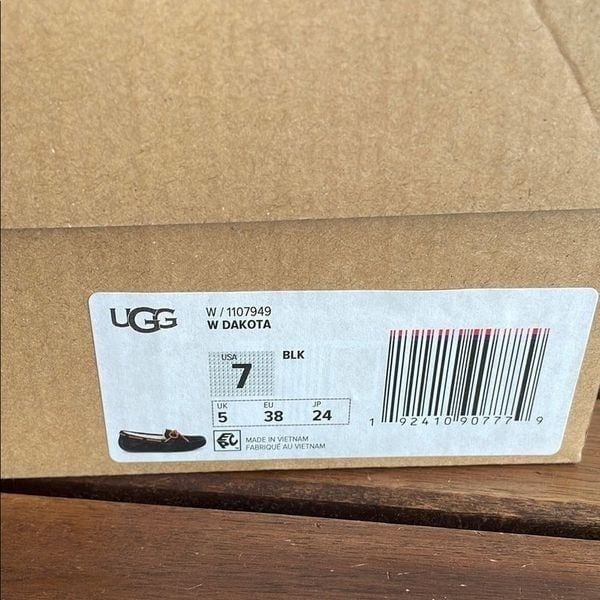 UGG
W / 1107949
W DAKOTA
USA
7
BLK
UK EU JP
5 38 24
MADE IN VIETNAM
FABRIQUÉ AU VIETNAM
1 92410 90777 9